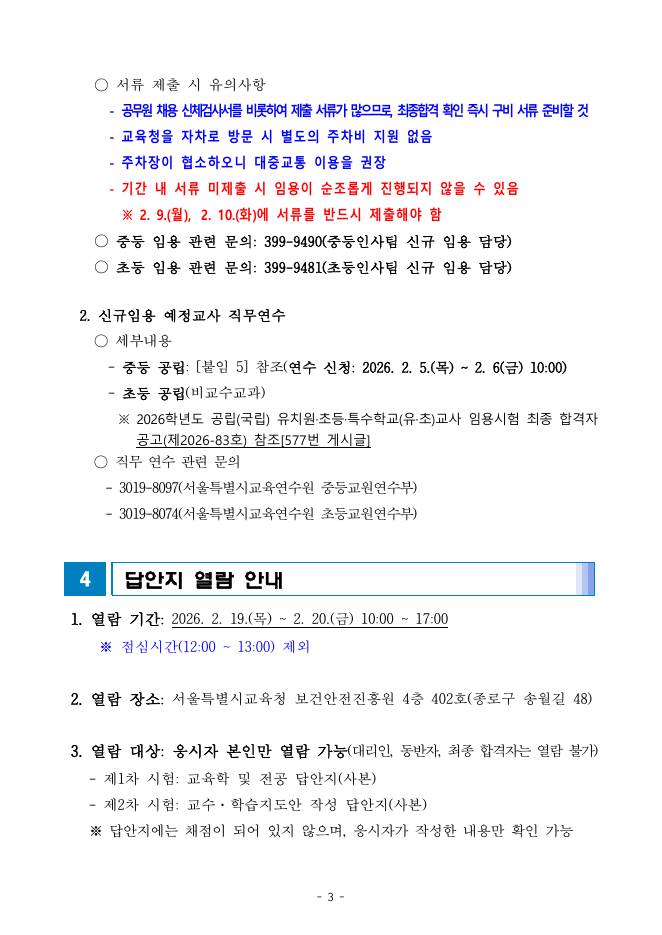 ○ 서류 제출 시 유의사항
- 공무원 채용 신체검사서를 비롯하여 제출 서류가 많으므로, 최종합격 확인 즉시 구비 서류 준비할 것
- 교육청을 자차로 방문 시 별도의 주차비 지원 없음
- 주차장이 협소하오니 대중교통 이용을 권장
- 기간 내 서류 미제출 시 임용이 순조롭게 진행되지 않을 수 있음
※ 2. 9.(월), 2. 10.(화)에 서류를 반드시 제출해야 함
○ 중등 임용 관련 문의: 399-9490(중등인사팀 신규 임용 담당)
○ 초등 임용 관련 문의: 399-9481(초등인사팀 신규 임용 담당)
2. 신규임용 예정교사 직무연수
○ 세부내용
- 중등 공립: [붙임 5] 참조(연수 신청: 2026. 2. 5.(목) ~ 2. 6(금) 10:00)
- 초등 공립(비교수교과)
※ 2026학년도 공립(국립) 유치원·초등·특수학교(유·초)교사 임용시험 최종 합격자
공고(제2026-83호) 참조[577번 게시글]
○ 직무 연수 관련 문의
- 3019-8097(서울특별시교육연수원 중등교원연수부)
- 3019-8074(서울특별시교육연수원 초등교원연수부)
4 답안지 열람 안내
1. 열람 기간: 2026. 2. 19.(목) ~ 2. 20.(금) 10:00 ~ 17:00
※ 점심시간(12:00 ~ 13:00) 제외
2. 열람 장소: 서울특별시교육청 보건안전진흥원 4층 402호(종로구 송월길 48)
3. 열람 대상: 응시자 본인만 열람 가능(대리인, 동반자, 최종 합격자는 열람 불가)
- 제1차 시험: 교육학 및 전공 답안지(사본)
- 제2차 시험: 교수·학습지도안 작성 답안지(사본)
※ 답안지에는 채점이 되어 있지 않으며, 응시자가 작성한 내용만 확인 가능
- 3 -